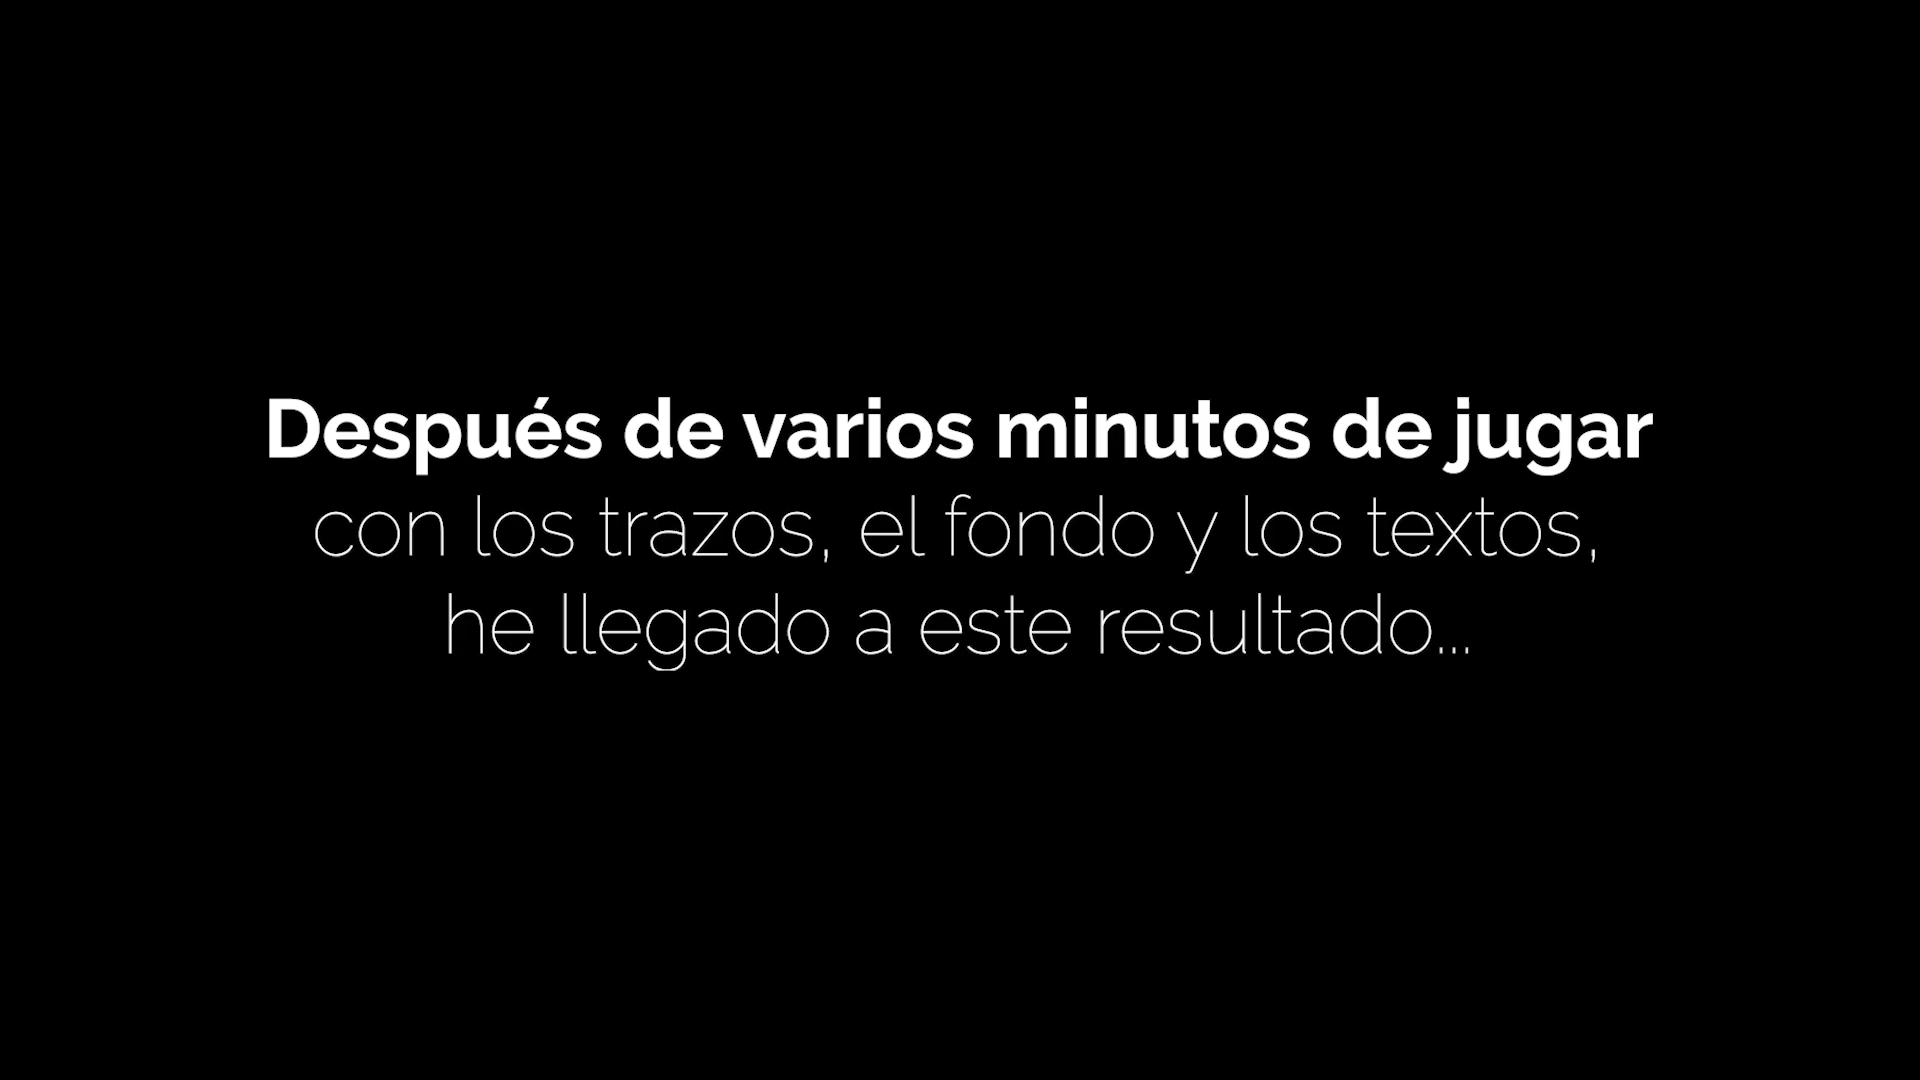 Después de varios minutos de jugar
con los trazos, el fondo y los textos,
he llegado a este resultado...